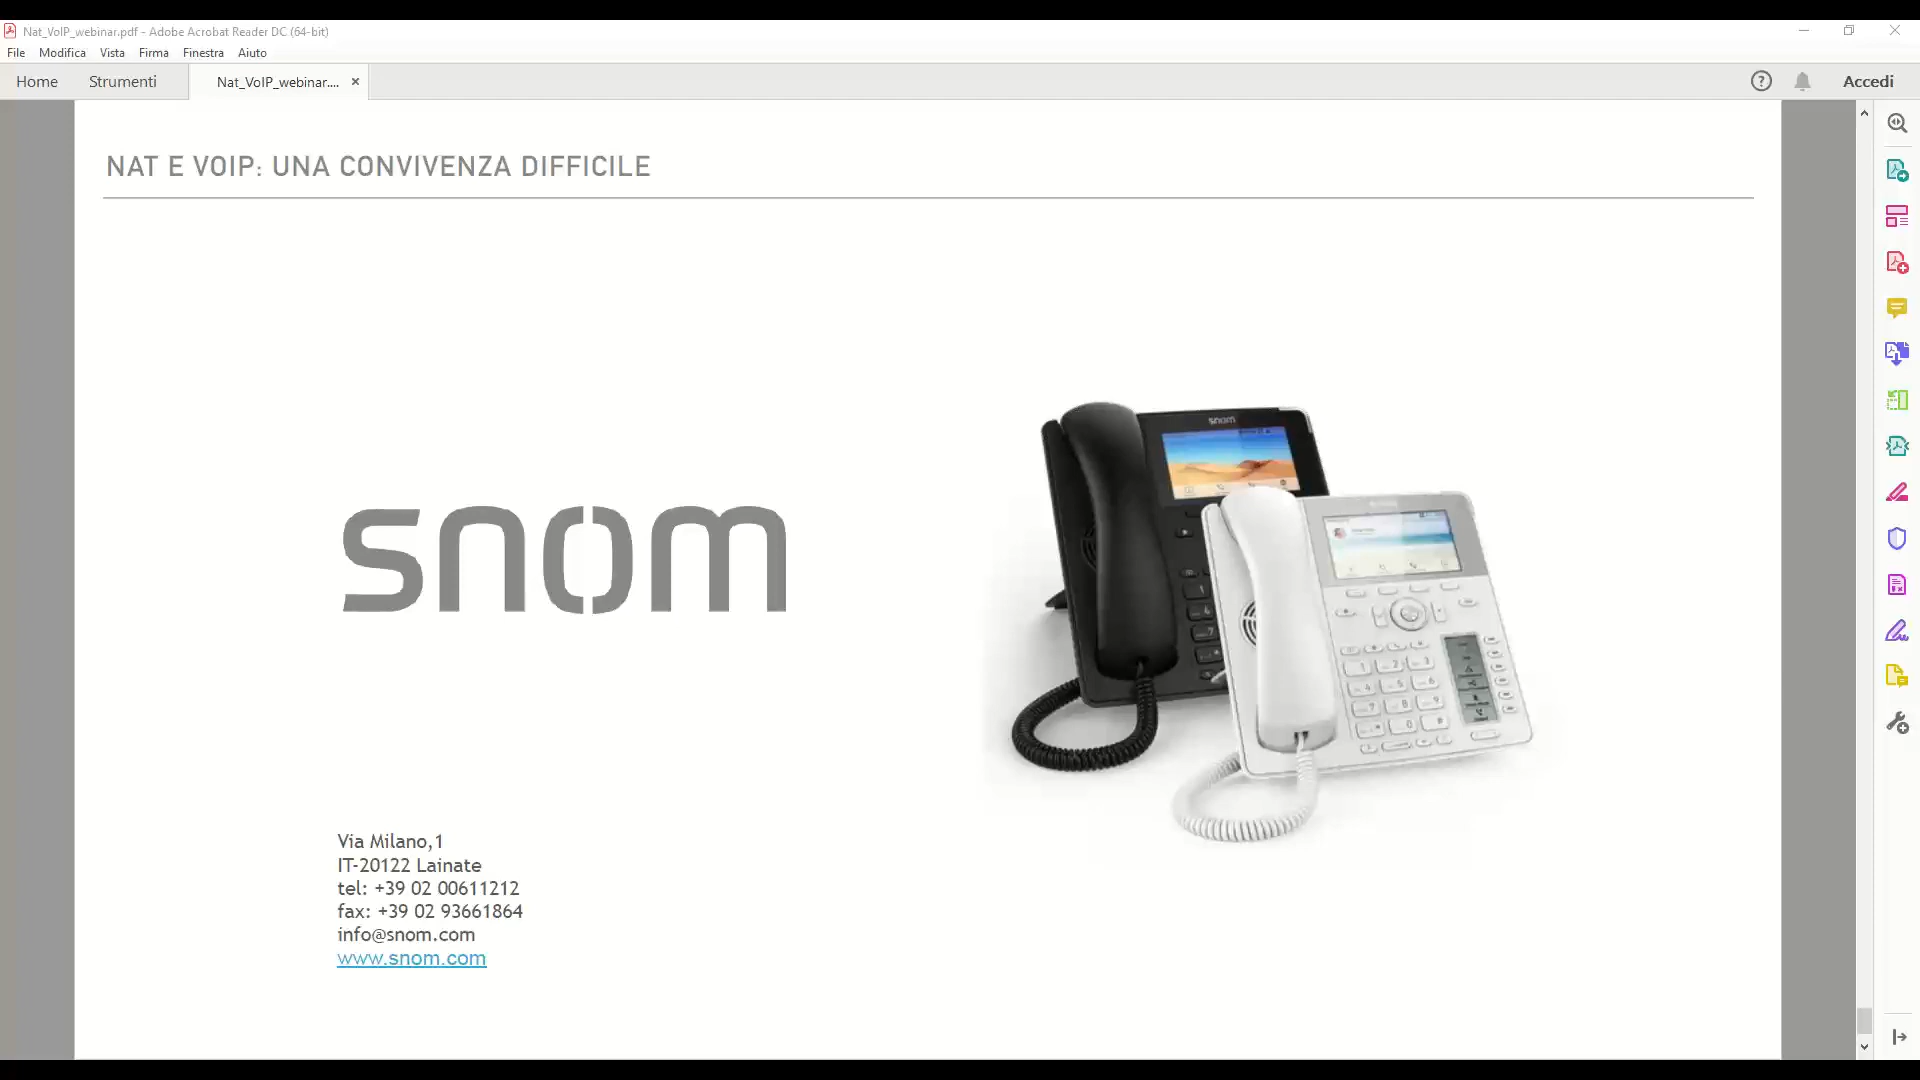 Nat_VoIP_webinar.pdf - Adobe Acrobat Reader DC (64-bit)
File Modifica Vista Firma Finestra Aiuto
Home Strumenti Nat_VoIP_webinar.... × Accedi
NAT E VOIP: UNA CONVIVENZA DIFFICILE
snom
snom
Via Milano,1
IT-20122 Lainate
tel: +39 02 00611212
fax: +39 02 93661864
info@snom.com
www.snom.com